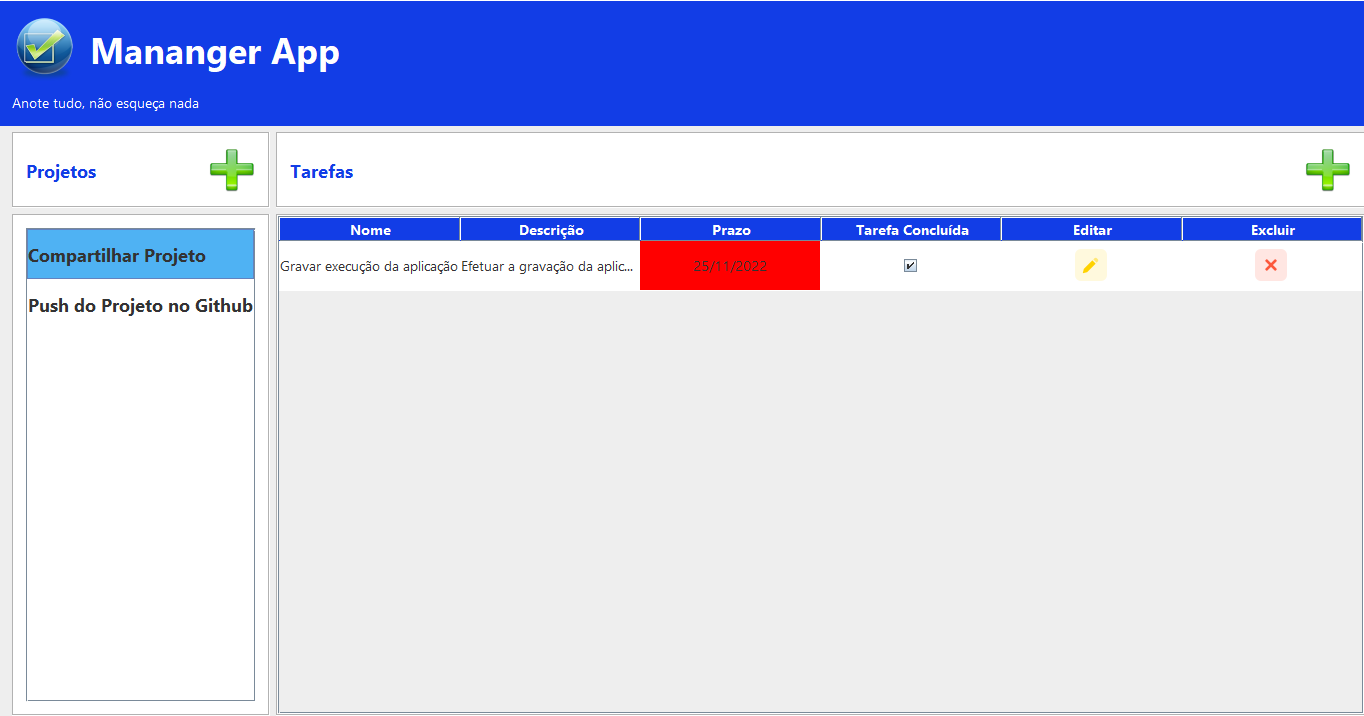 Mananger App
Anote tudo, não esqueça nada
Projetos
Tarefas
Compartilhar Projeto
Push do Projeto no Github
Nome Descrição Prazo Tarefa Concluída Editar Excluir
Gravar execução da aplicação Efetuar a gravação da aplic... 25/11/2022